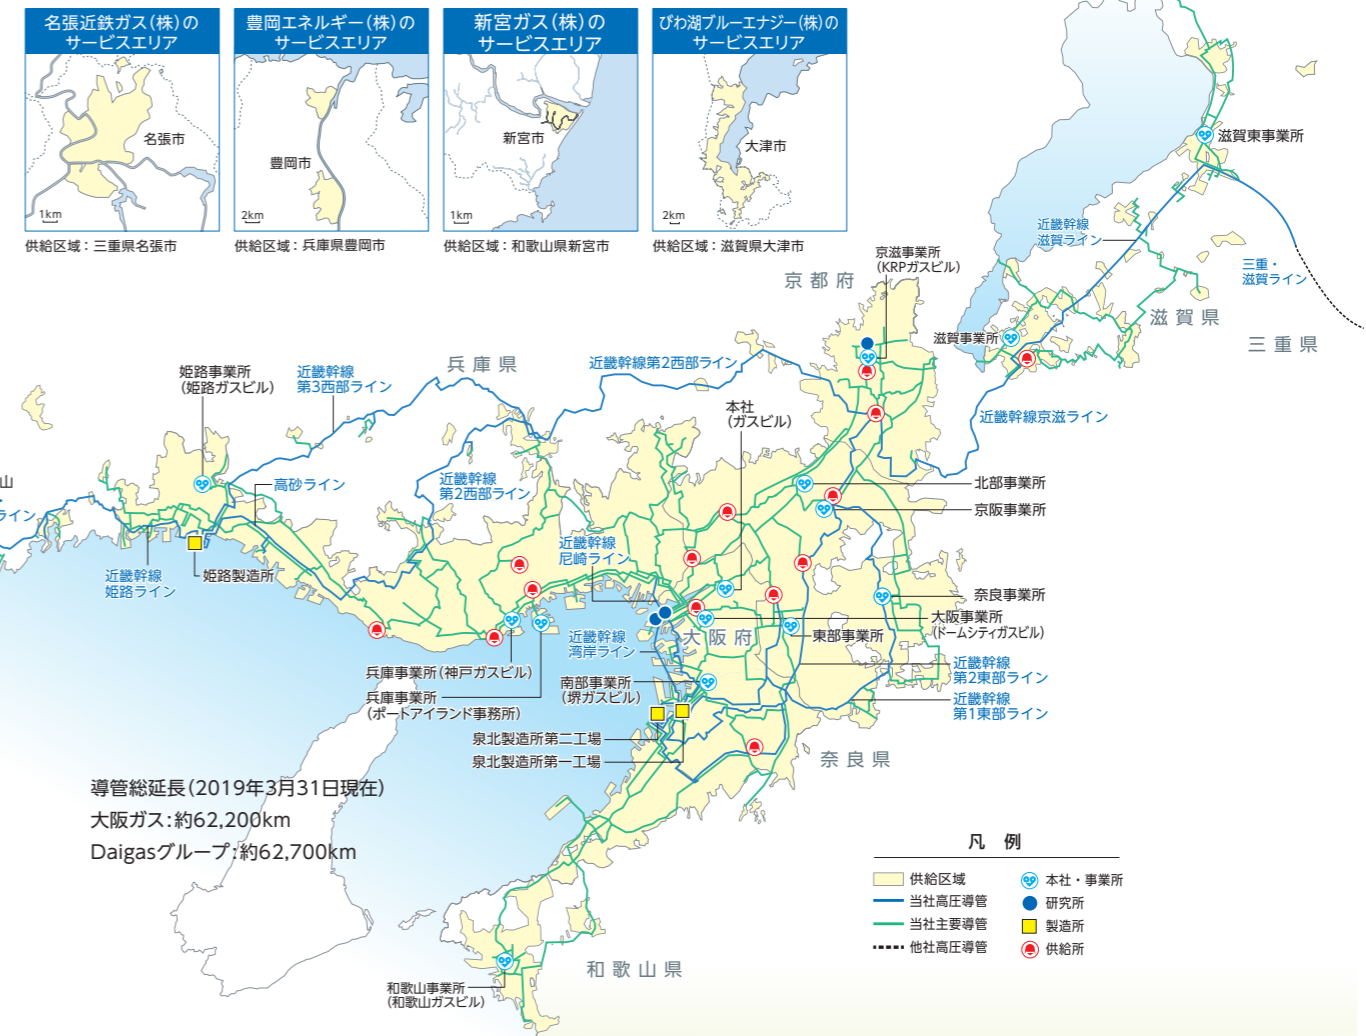 名張近鉄ガス(株)の
サービスエリア
名張市
1km
供給区域：三重県名張市
豊岡エネルギー(株)の
サービスエリア
豊岡市
2km
供給区域：兵庫県豊岡市
新宮ガス(株)の
サービスエリア
新宮市
1km
供給区域：和歌山県新宮市
びわ湖ブルーエナジー(株)の
サービスエリア
大津市
2km
供給区域：滋賀県大津市
滋賀東事業所
近畿幹線
滋賀ライン
三重・
滋賀ライン
京滋事業所
(KRPガスビル)
京都府
滋賀県
三重県
滋賀事業所
兵庫県
近畿幹線第2西部ライン
姫路事業所
(姫路ガスビル)
近畿幹線
第3西部ライン
本社
(ガスビル)
近畿幹線京滋ライン
山
ライン
高砂ライン
近畿幹線
第2西部ライン
北部事業所
京阪事業所
近畿幹線
尼崎ライン
近畿幹線
姫路ライン
姫路製造所
奈良事業所
大阪事業所
(ドームシティガスビル)
大阪府
東部事業所
近畿幹線
湾岸ライン
兵庫事業所(神戸ガスビル)
南部事業所
(堺ガスビル)
近畿幹線
第2東部ライン
兵庫事業所
(ポートアイランド事務所)
近畿幹線
第1東部ライン
泉北製造所第二工場
泉北製造所第一工場
奈良県
導管総延長(2019年3月31日現在)
大阪ガス:約62,200km
Daigasグループ:約62,700km
凡 例
供給区域
当社高圧導管
当社主要導管
他社高圧導管
本社・事業所
研究所
製造所
供給所
和歌山県
和歌山事業所
(和歌山ガスビル)